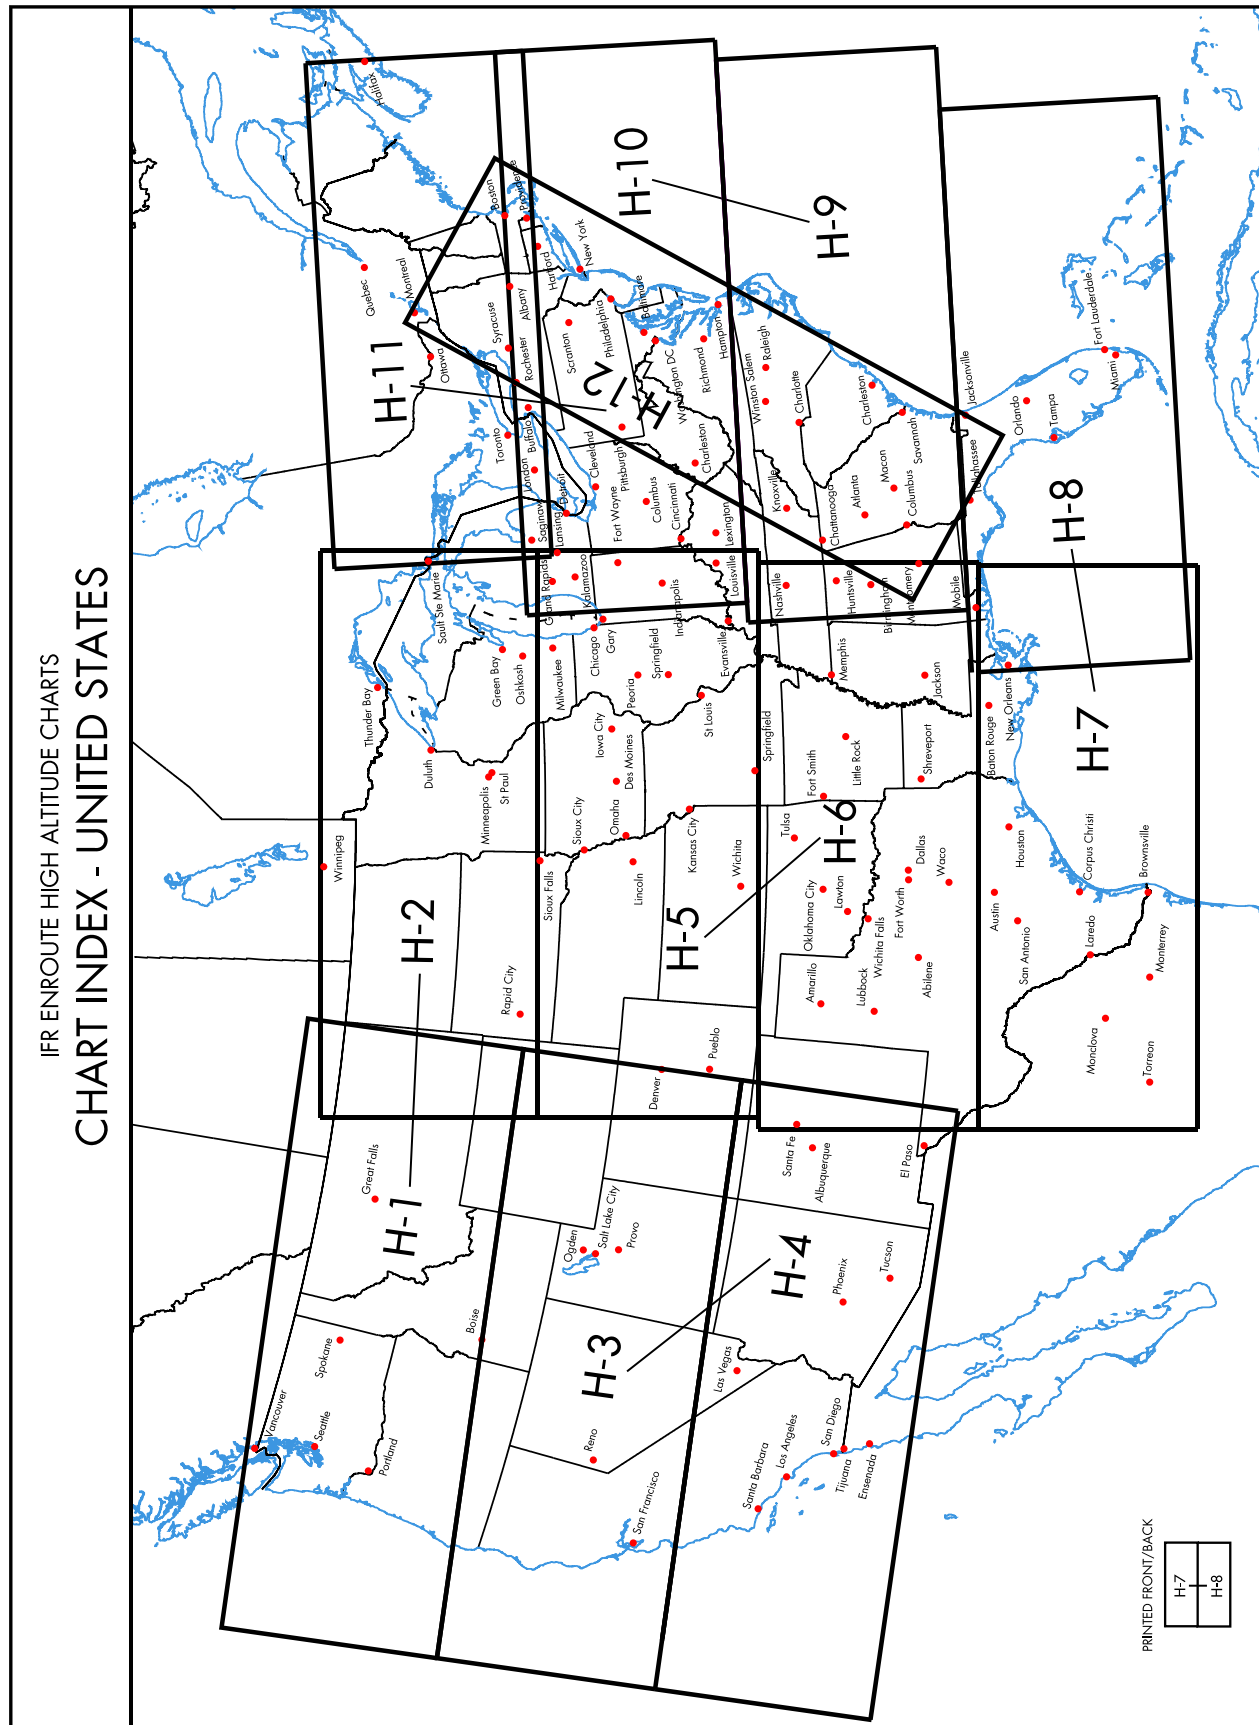 IFR ENROUTE HIGH ALTITUDE CHARTS
CHART INDEX - UNITED STATES
Vancouver
Seattle
Portland
Spokane
Great Falls
H-1
Boise
H-2
Winnipeg
Rapid City
Sioux Falls
Minneapolis
St Paul
Duluth
Thunder Bay
Sault Ste Marie
Green Bay
Oshkosh
H-11
Quebec
Montreal
Ottawa
Halifax
Toronto
Syracuse
Rochester
Albany
Boston
Providence
Hartford
Buffalo
London
Saginaw
Lansing
Detroit
Grand Rapids
Kalamazoo
H-3
Reno
San Francisco
Ogden
Salt Lake City
Provo
Denver
Pueblo
H-5
Sioux City
Omaha
Lincoln
Des Moines
Iowa City
Kansas City
Wichita
Milwaukee
Chicago
Gary
Peoria
Springfield
St Louis
Springfield
Evansville
Indianapolis
Fort Wayne
Louisville
Lexington
Cincinnati
Columbus
Cleveland
Pittsburgh
Charleston
H-12
H-10
New York
Scranton
Philadelphia
Baltimore
Washington DC
Richmond
Hampton
H-4
Las Vegas
Santa Barbara
Los Angeles
San Diego
Tijuana
Ensenada
Phoenix
Tucson
Santa Fe
Albuquerque
El Paso
H-6
Amarillo
Lubbock
Oklahoma City
Lawton
Wichita Falls
Tulsa
Fort Smith
Little Rock
Fort Worth
Dallas
Waco
Abilene
Shreveport
Memphis
Jackson
Nashville
Huntsville
Birmingham
Montgomery
Mobile
H-9
Knoxville
Chattanooga
Atlanta
Macon
Columbus
Winston Salem
Raleigh
Charlotte
Charleston
Savannah
Jacksonville
Tallahassee
H-7
Austin
San Antonio
Houston
Corpus Christi
Laredo
Brownsville
Monterrey
Monclova
Torreon
Baton Rouge
New Orleans
H-8
Orlando
Tampa
Fort Lauderdale
Miami
PRINTED FRONT/BACK
H-7
H-8